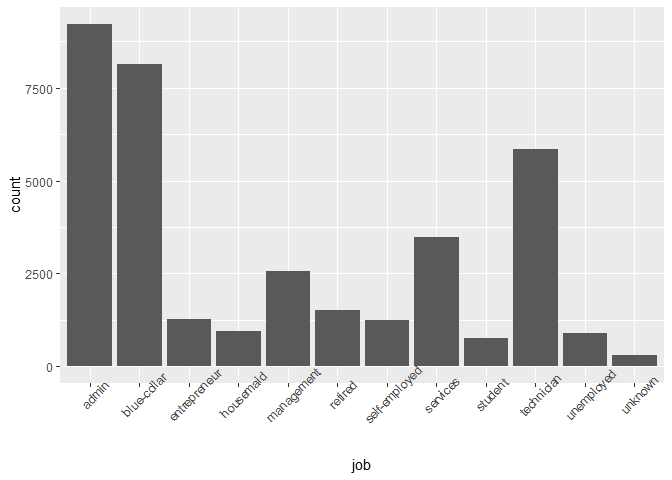 count
7500
5000
2500
0
admin
blue-collar
entrepreneur
housemaid
management
retired
self-employed
services
student
technician
unemployed
unknown
job